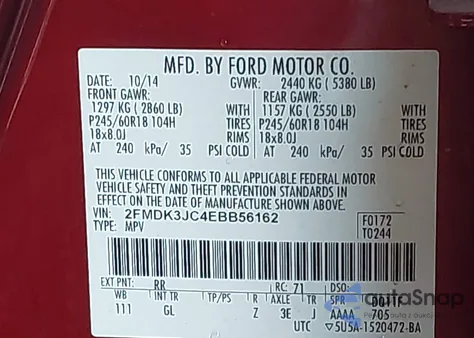 MFD. BY FORD MOTOR CO.
DATE: 10/14 GVWR: 2440 KG ( 5380 LB)
FRONT GAWR: REAR GAWR:
1297 KG ( 2860 LB) WITH 1157 KG ( 2550 LB) WITH
P245/60R18 104H TIRES P245/60R18 104H TIRES
18x8.0J RIMS 18x8.0J RIMS
AT 240 kPa/ 35 PSI COLD AT 240 kPa/ 35 PSI COLD
THIS VEHICLE CONFORMS TO ALL APPLICABLE FEDERAL MOTOR
VEHICLE SAFETY AND THEFT PREVENTION STANDARDS IN
EFFECT ON THE DATE OF MANUFACTURE SHOWN ABOVE.
VIN: 2FMDK3JC4EBB56162 F0172
TYPE: MPV T0244
EXT PNT: RR RC: 71 DSO:
WB INT TR TP/PS R AXLE TR SPR
111 GL Z 3E J AAAA 705
UTC ▽5U5A-1520472-BA
autoSnap